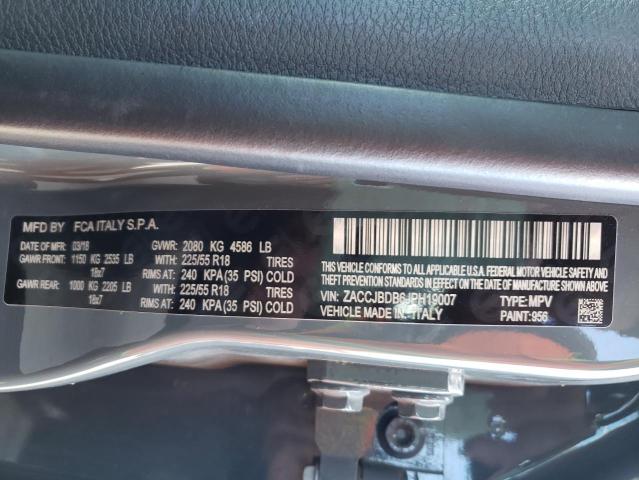 MFD BY FCA ITALY S.P.A.
DATE OF MFR: 03/18 GVWR: 2080 KG 4586 LB
GAWR FRONT: 1150 KG 2535 LB WITH 225/55 R18 TIRES
18x7 RIMS AT: 240 KPA (35 PSI) COLD
GAWR REAR: 1000 KG 2205 LB WITH 225/55 R18 TIRES
18x7 RIMS AT: 240 KPA (35 PSI) COLD
THIS VEHICLE CONFORMS TO ALL APPLICABLE U.S.A. FEDERAL MOTOR
VEHICLE SAFETY, BUMPER, AND
THEFT PREVENTION STANDARDS IN EFFECT ON THE DATE OF MANUFACTURE SHOWN ABOVE
VIN: ZACCJBDB6JPH19007 TYPE: MPV
VEHICLE MADE IN: ITALY PAINT: 956